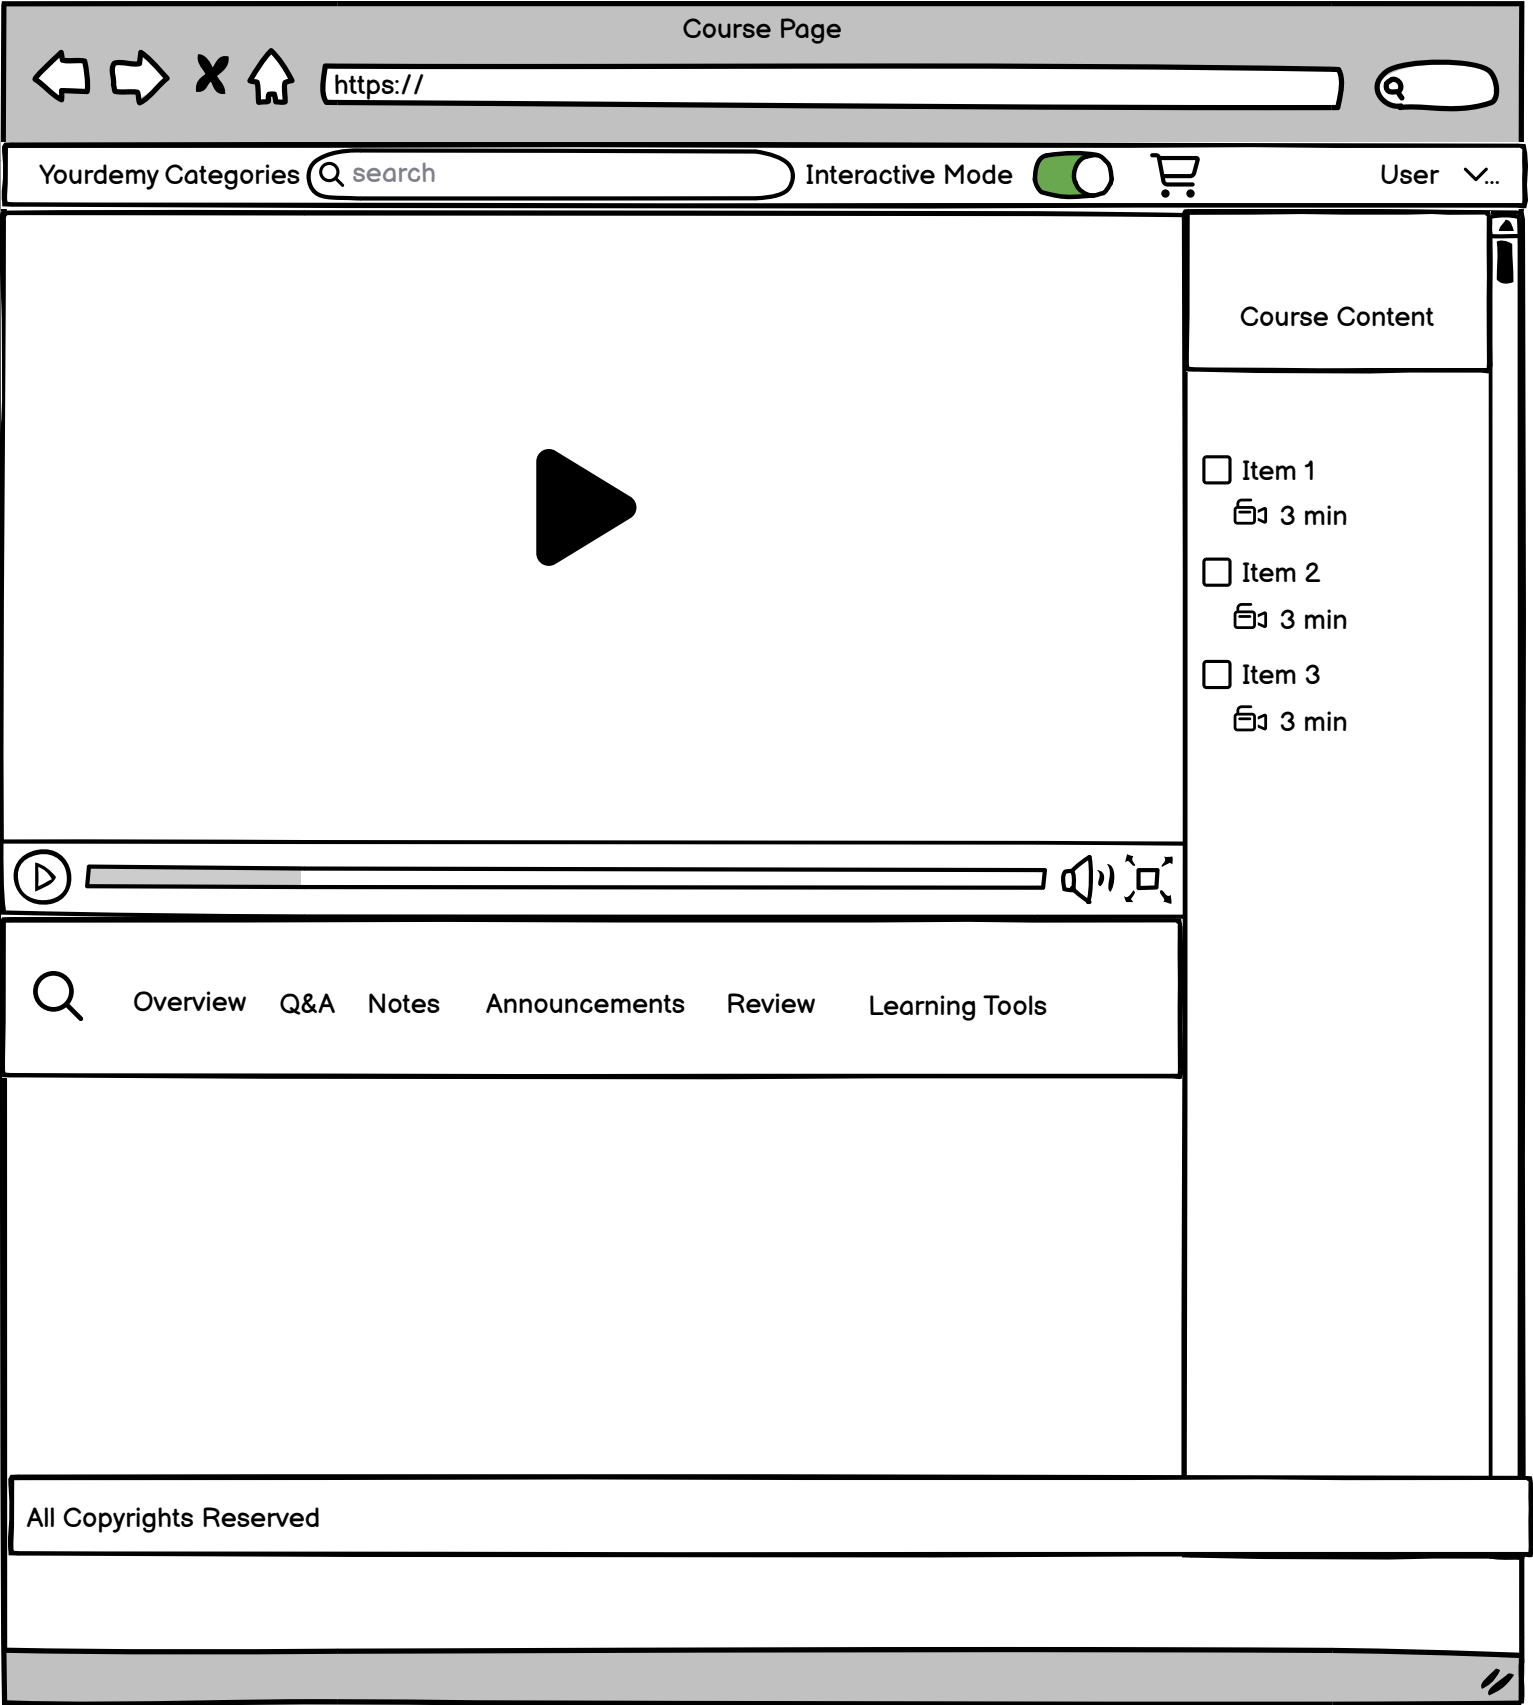 Course Page
https://
Yourdemy Categories search Interactive Mode User ...
Course Content
Item 1
3 min
Item 2
3 min
Item 3
3 min
Overview Q&A Notes Announcements Review Learning Tools
All Copyrights Reserved